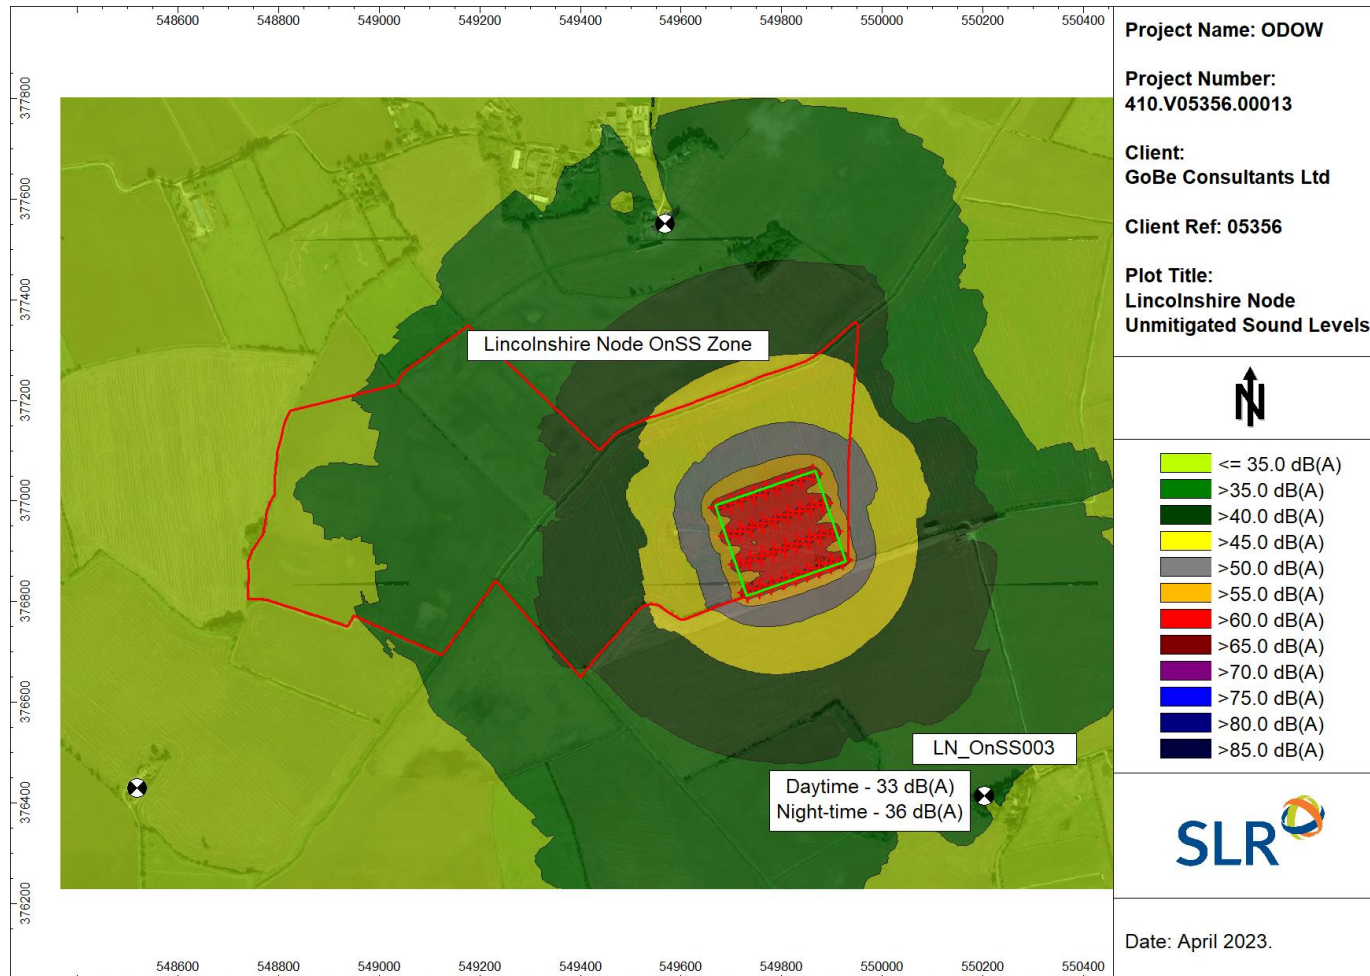 548600 548800 549000 549200 549400 549600 549800 550000 550200 550400
377800
377600
377400
377200
377000
376800
376600
376400
376200
Lincolnshire Node OnSS Zone
LN_OnSS003
Daytime - 33 dB(A)
Night-time - 36 dB(A)
548600 548800 549000 549200 549400 549600 549800 550000 550200 550400
Project Name: ODOW
Project Number:
410.V05356.00013
Client:
GoBe Consultants Ltd
Client Ref: 05356
Plot Title:
Lincolnshire Node
Unmitigated Sound Levels
N
<= 35.0 dB(A)
>35.0 dB(A)
>40.0 dB(A)
>45.0 dB(A)
>50.0 dB(A)
>55.0 dB(A)
>60.0 dB(A)
>65.0 dB(A)
>70.0 dB(A)
>75.0 dB(A)
>80.0 dB(A)
>85.0 dB(A)
SLR
Date: April 2023.